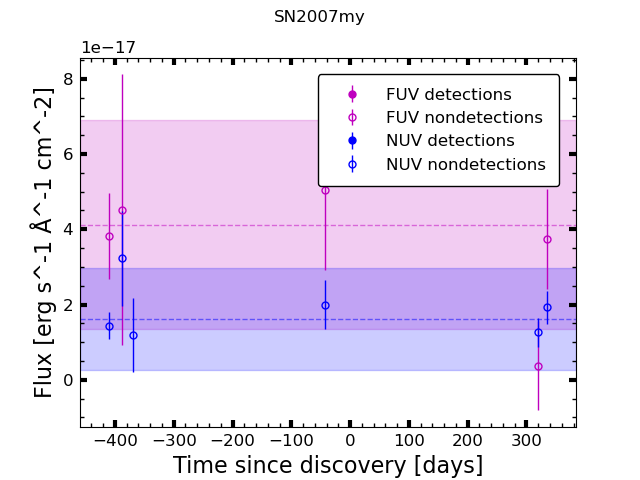 SN2007my
1e−17
8
6
4
2
0
Flux [erg s^-1 Å^-1 cm^-2]
FUV detections
FUV nondetections
NUV detections
NUV nondetections
−400 −300 −200 −100 0 100 200 300
Time since discovery [days]